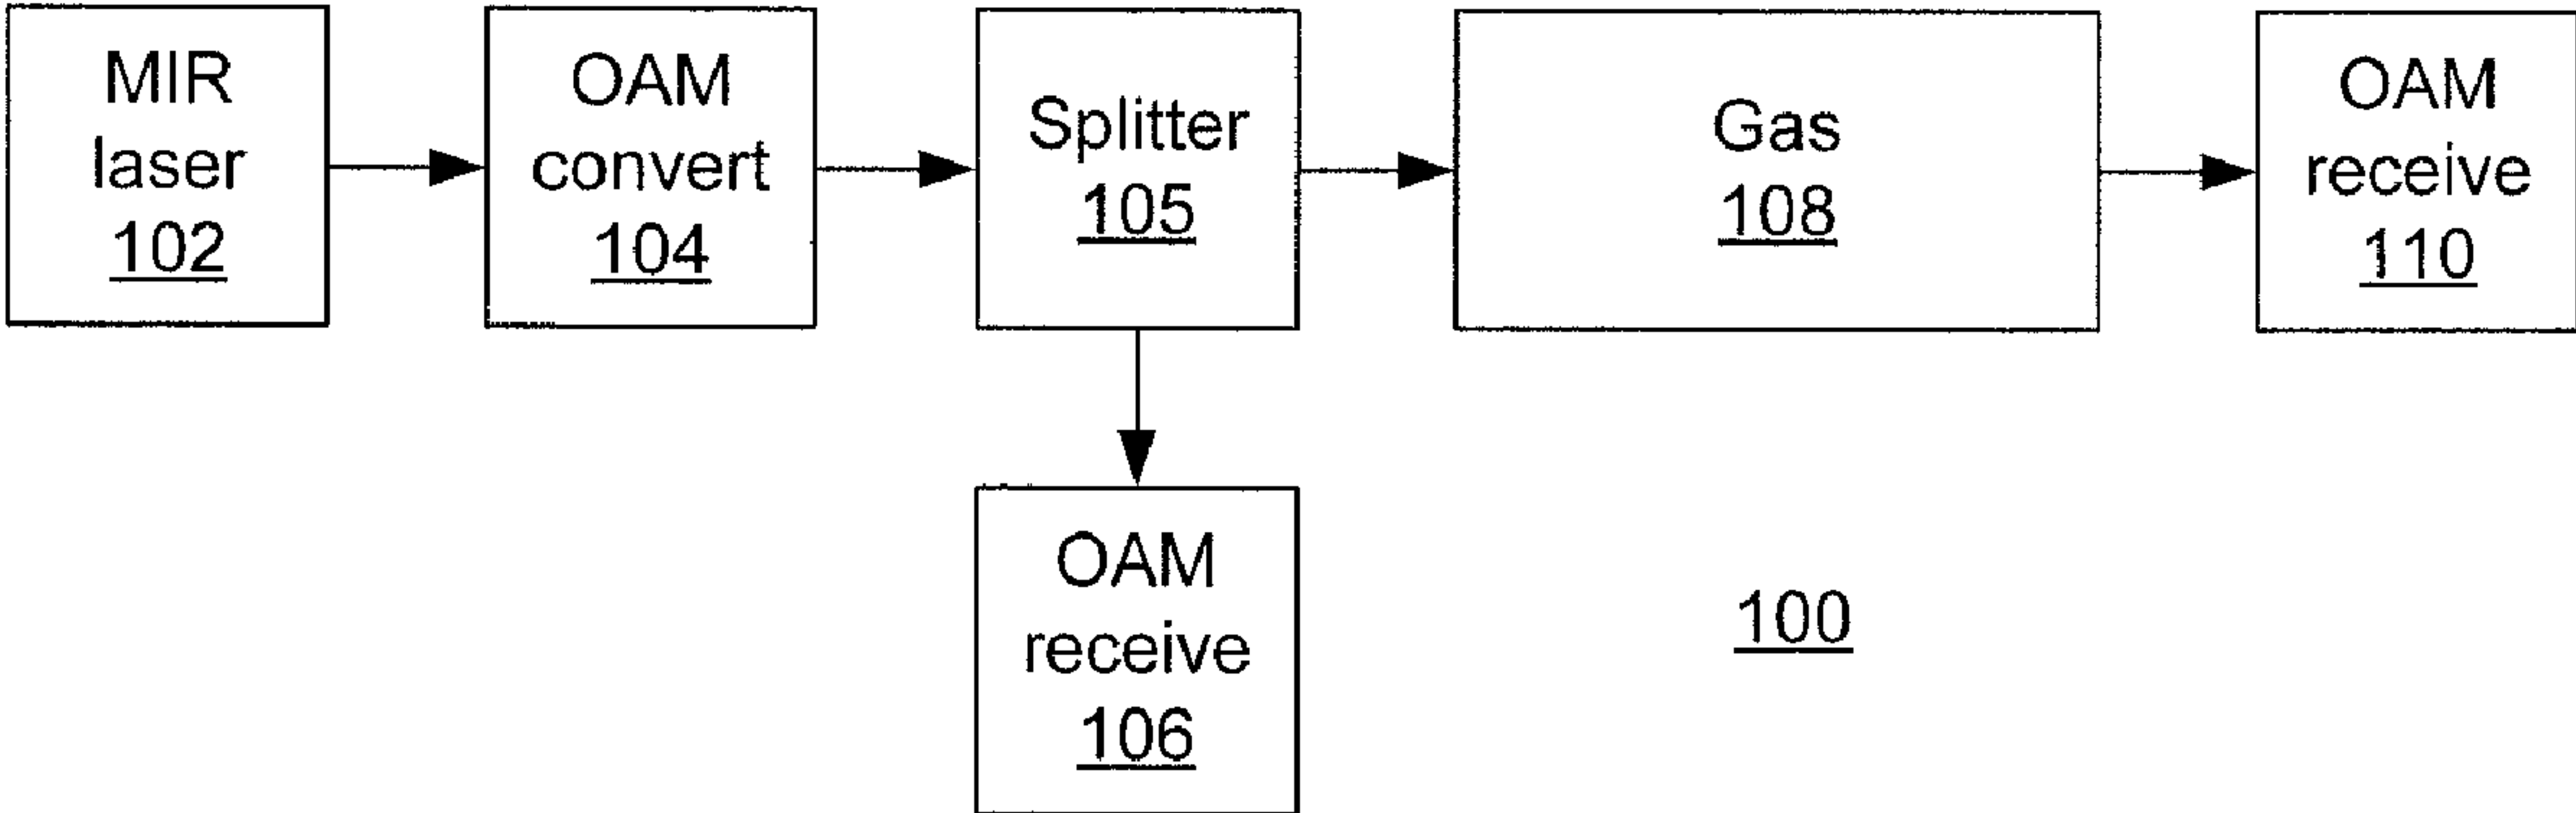 MIR
laser
102
OAM
convert
104
Splitter
105
Gas
108
OAM
receive
110
OAM
receive
106
100